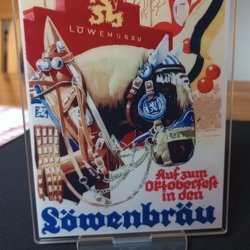 LÖWENBRÄU
Auf zum
Oktoberfest
in den
Löwenbräu